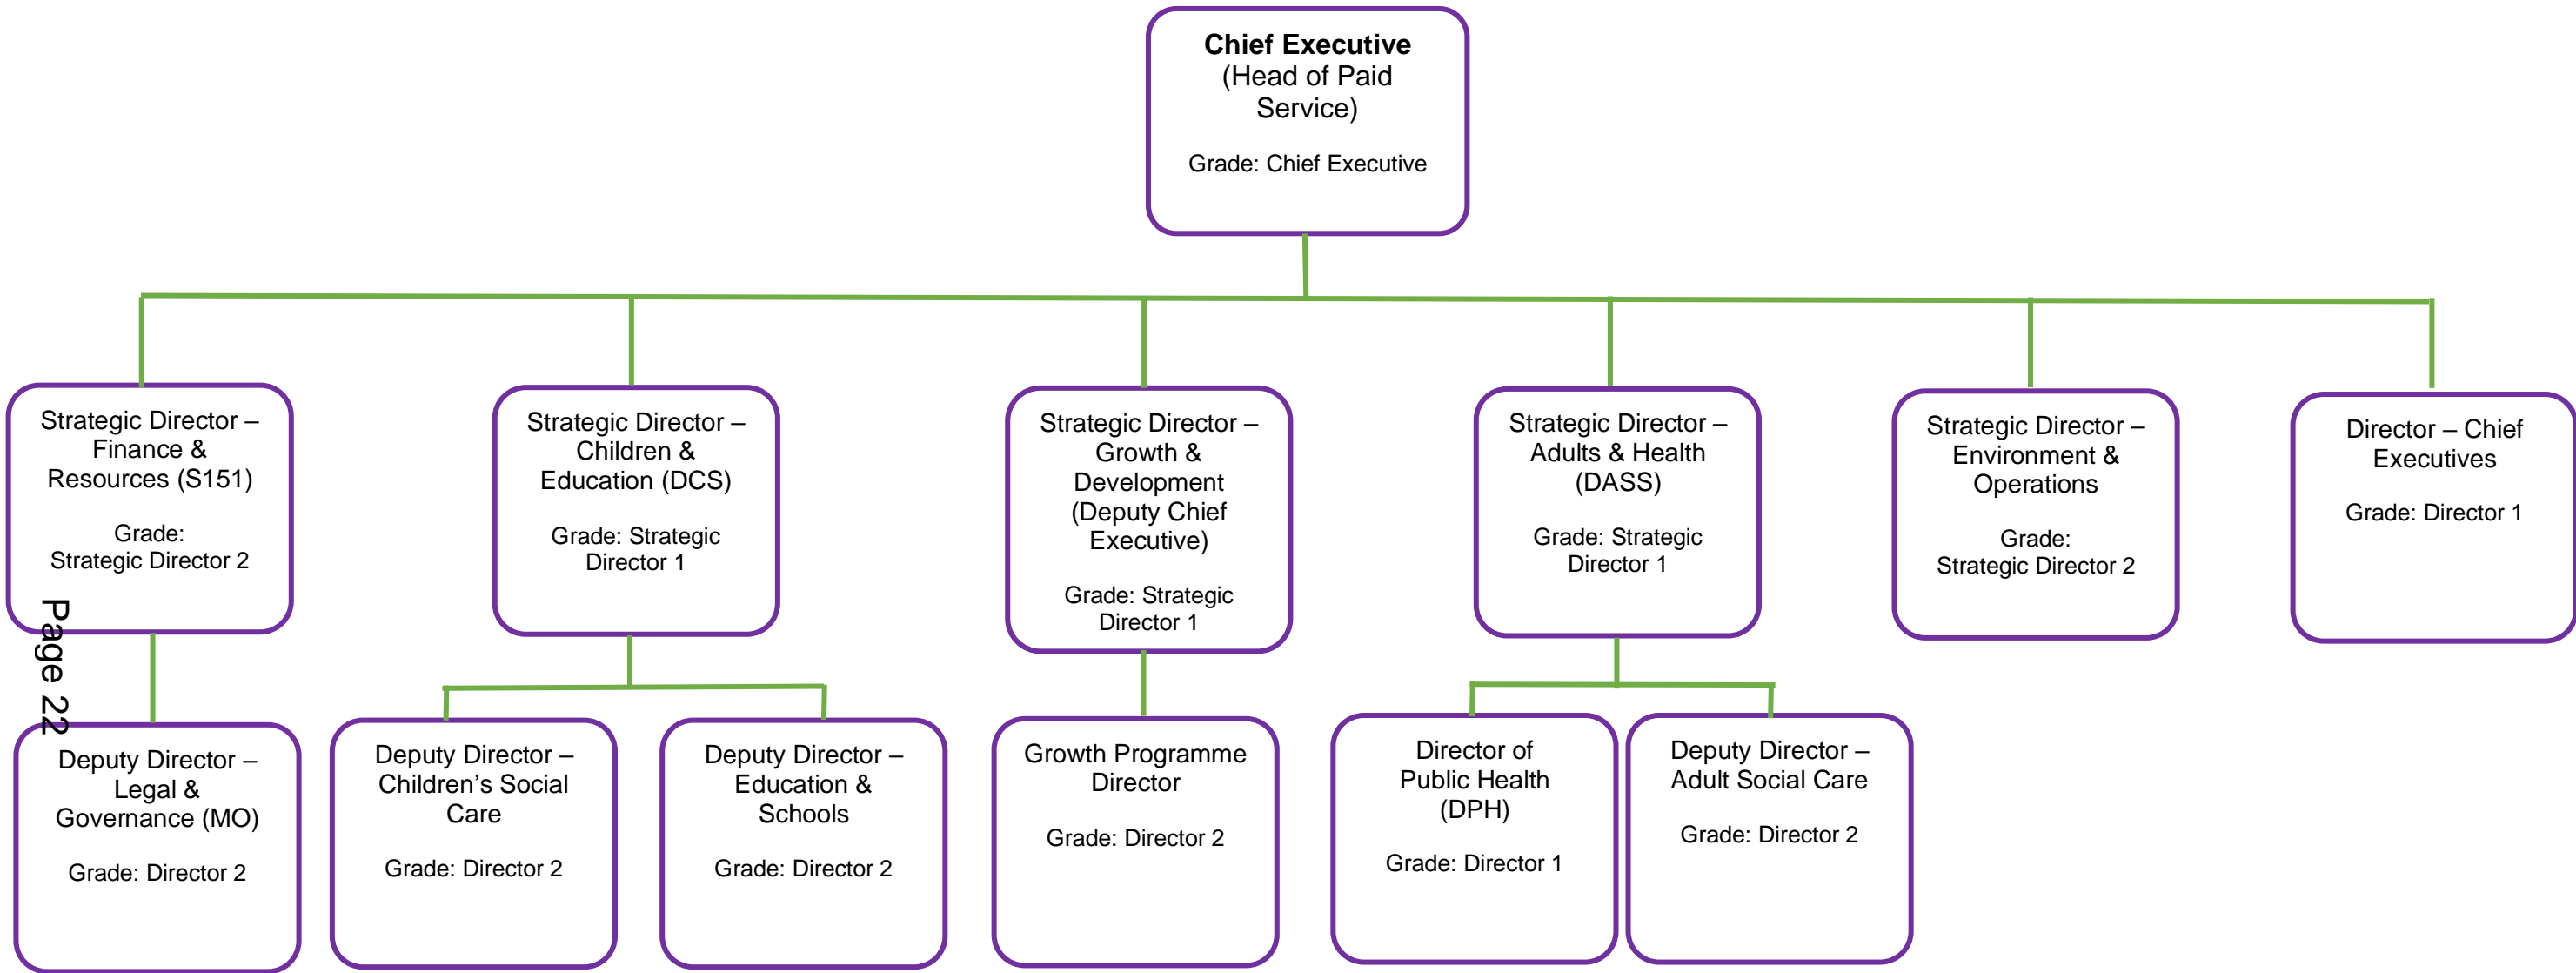 Chief Executive
(Head of Paid
Service)
Grade: Chief Executive
Strategic Director –
Finance &
Resources (S151)
Grade:
Strategic Director 2
Strategic Director –
Children &
Education (DCS)
Grade: Strategic
Director 1
Strategic Director –
Growth &
Development
(Deputy Chief
Executive)
Grade: Strategic
Director 1
Strategic Director –
Adults & Health
(DASS)
Grade: Strategic
Director 1
Strategic Director –
Environment &
Operations
Grade:
Strategic Director 2
Director – Chief
Executives
Grade: Director 1
Page 22
Deputy Director –
Legal &
Governance (MO)
Grade: Director 2
Deputy Director –
Children’s Social
Care
Grade: Director 2
Deputy Director –
Education &
Schools
Grade: Director 2
Growth Programme
Director
Grade: Director 2
Director of
Public Health
(DPH)
Grade: Director 1
Deputy Director –
Adult Social Care
Grade: Director 2